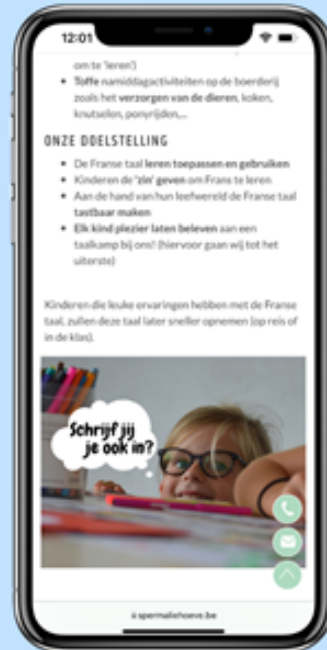 12:01
om te 'leren')
• Toffe namiddagactiviteiten op de boerderij
zoals het verzorgen van de dieren, koken,
knutselen, ponyrijden,...
ONZE DOELSTELLING
• De Franse taal leren toepassen en gebruiken
• Kinderen de 'zin' geven om Frans te leren
• Aan de hand van hun leefwereld de Franse taal
tastbaar maken
• Elk kind plezier laten beleven aan een
taalkamp bij ons! (hiervoor gaan wij tot het
uiterste)
Kinderen die leuke ervaringen hebben met de Franse
taal, zullen deze taal later sneller opnemen (op reis of
in de klas).
Schrijf jij
je ook in?
spermaliehoeve.be